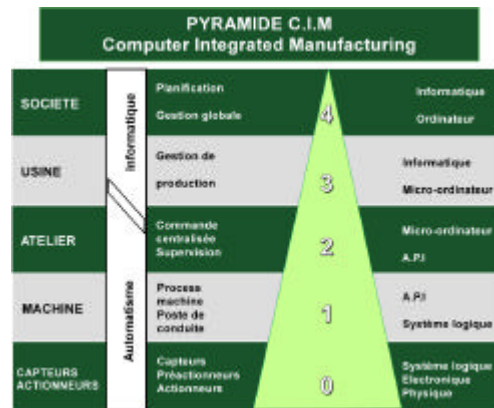 PYRAMIDE C.I.M
Computer Integrated Manufacturing
SOCIETE
Informatique
Planification
Gestion globale
4
Informatique
Ordinateur
USINE
Gestion de
production
3
Informatique
Micro-ordinateur
ATELIER
Automatisme
Commande
centralisée
Supervision
2
Micro-ordinateur
A.P.I
MACHINE
Process
machine
Poste de
conduite
1
A.P.I
Système logique
CAPTEURS
ACTIONNEURS
Capteurs
Préactionneurs
Actionneurs
0
Système logique
Electronique
Physique